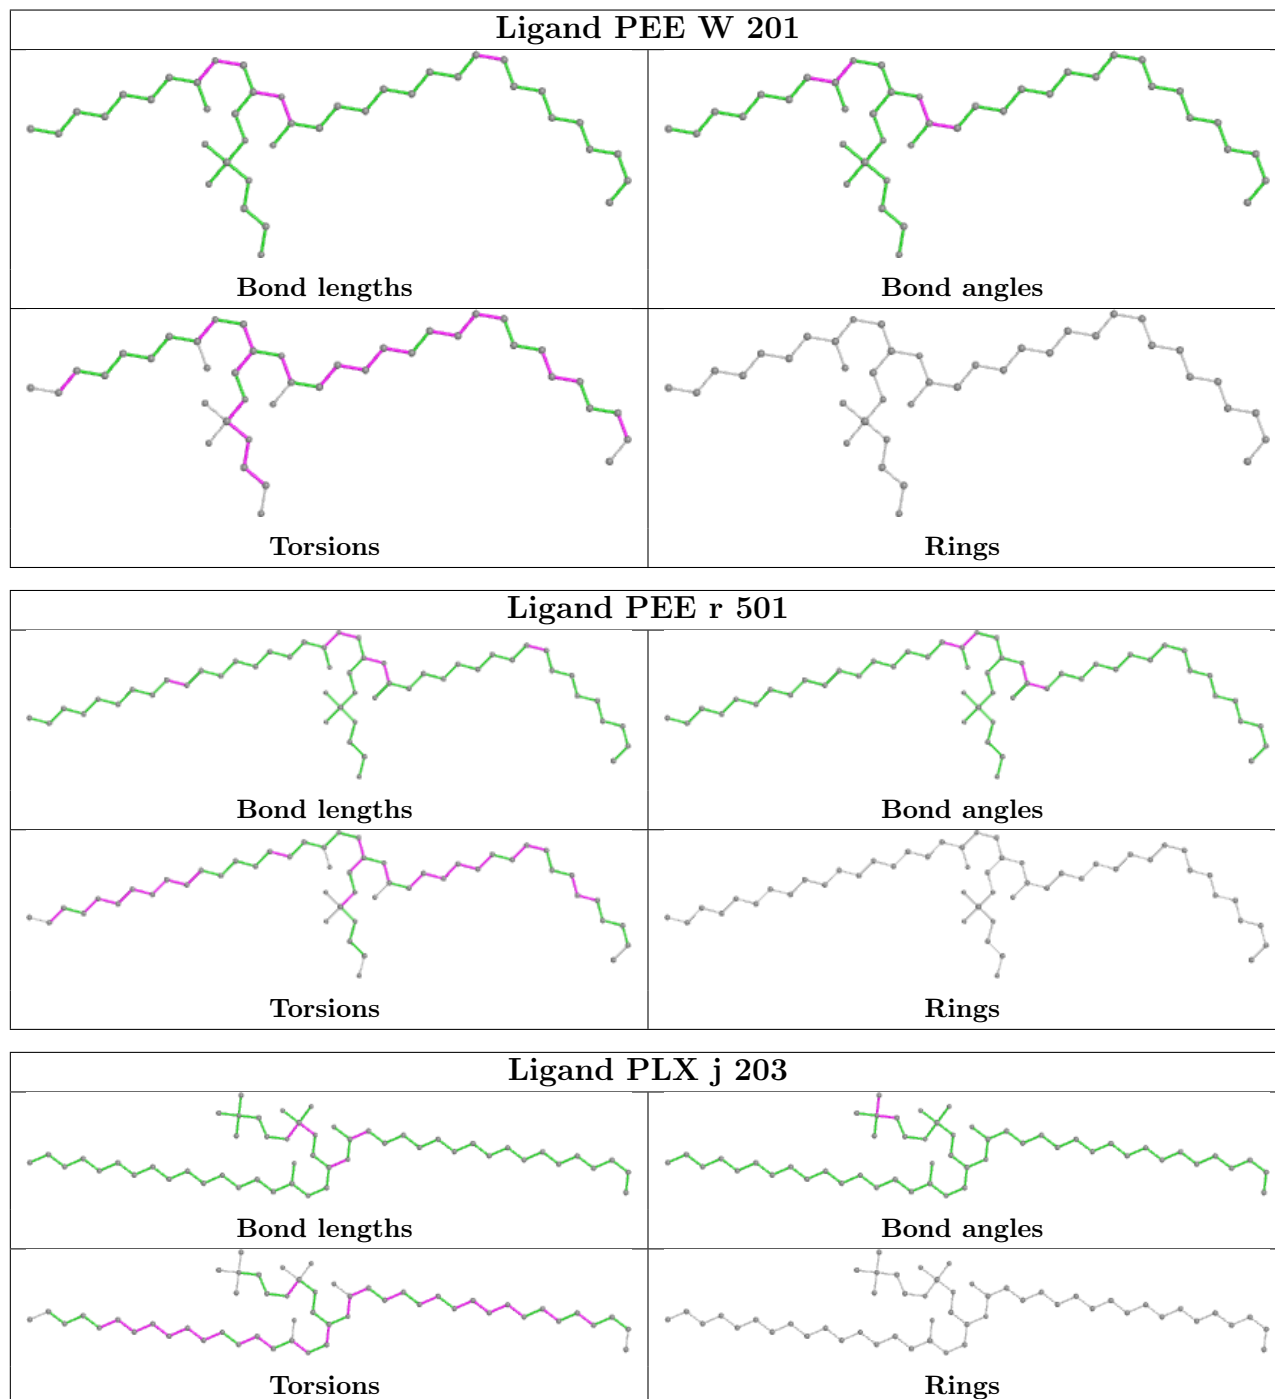 Ligand PEE W 201
Bond lengths
Bond angles
Torsions
Rings
Ligand PEE r 501
Bond lengths
Bond angles
Torsions
Rings
Ligand PLX j 203
Bond lengths
Bond angles
Torsions
Rings